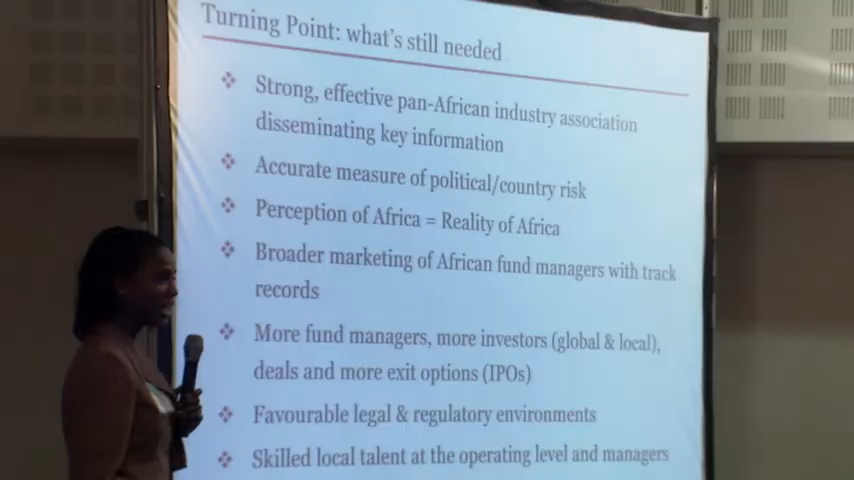 Turning Point: what's still needed
Strong, effective pan-African industry association
disseminating key information
Accurate measure of political/country risk
Perception of Africa = Reality of Africa
Broader marketing of African fund managers with track
records
More fund managers, more investors (global & local),
deals and more exit options (IPOs)
Favourable legal & regulatory environments
Skilled local talent at the operating level and managers